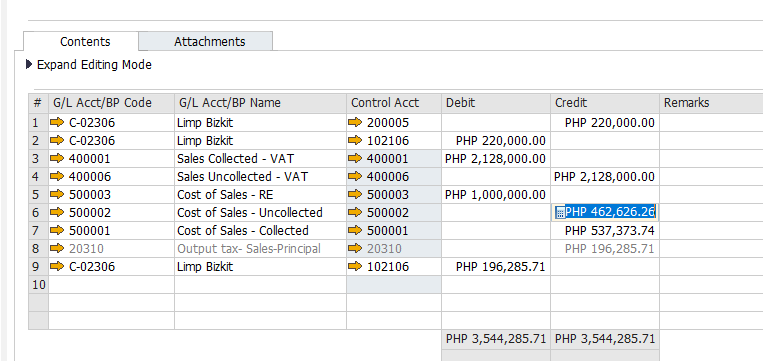 Contents Attachments
Expand Editing Mode
# G/L Acct/BP Code G/L Acct/BP Name Control Acct Debit Credit Remarks
1 C-02306 Limp Bizkit 200005 PHP 220,000.00
2 C-02306 Limp Bizkit 102106 PHP 220,000.00
3 400001 Sales Collected - VAT 400001 PHP 2,128,000.00
4 400006 Sales Uncollected - VAT 400006 PHP 2,128,000.00
5 500003 Cost of Sales - RE 500003 PHP 1,000,000.00
6 500002 Cost of Sales - Uncollected 500002 PHP 462,626.26
7 500001 Cost of Sales - Collected 500001 PHP 537,373.74
8 20310 Output tax- Sales-Principal 20310 PHP 196,285.71
9 C-02306 Limp Bizkit 102106 PHP 196,285.71
10
PHP 3,544,285.71 PHP 3,544,285.71